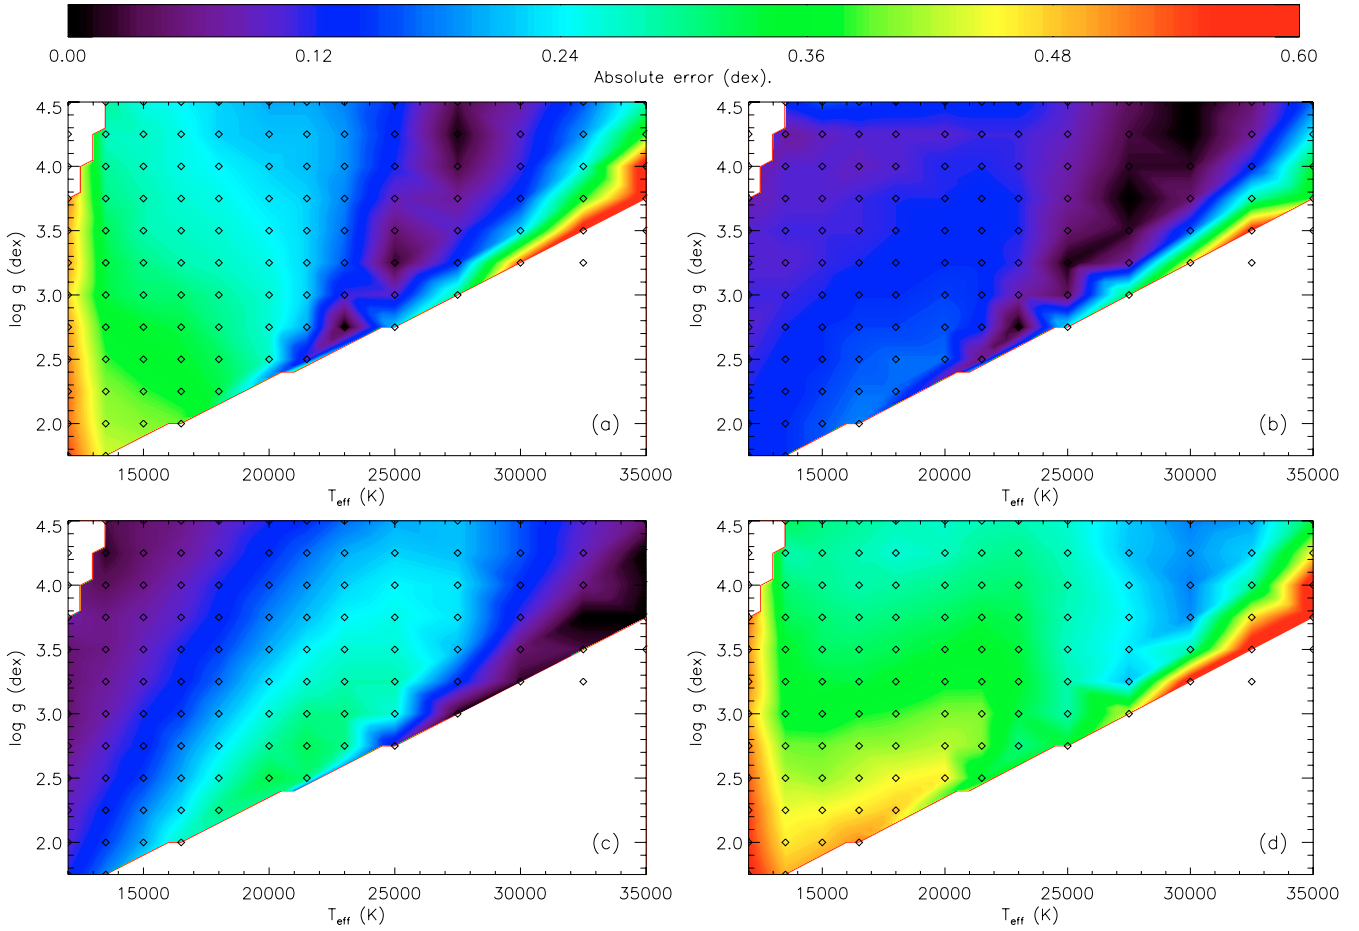 0.00 0.12 0.24 0.36 0.48 0.60
Absolute error (dex).
4.5
4.0
3.5
3.0
2.5
2.0
log g (dex)
(a)
15000 20000 25000 30000 35000
Teff (K)
4.5
4.0
3.5
3.0
2.5
2.0
log g (dex)
(b)
15000 20000 25000 30000 35000
Teff (K)
4.5
4.0
3.5
3.0
2.5
2.0
log g (dex)
(c)
15000 20000 25000 30000 35000
Teff (K)
4.5
4.0
3.5
3.0
2.5
2.0
log g (dex)
(d)
15000 20000 25000 30000 35000
Teff (K)